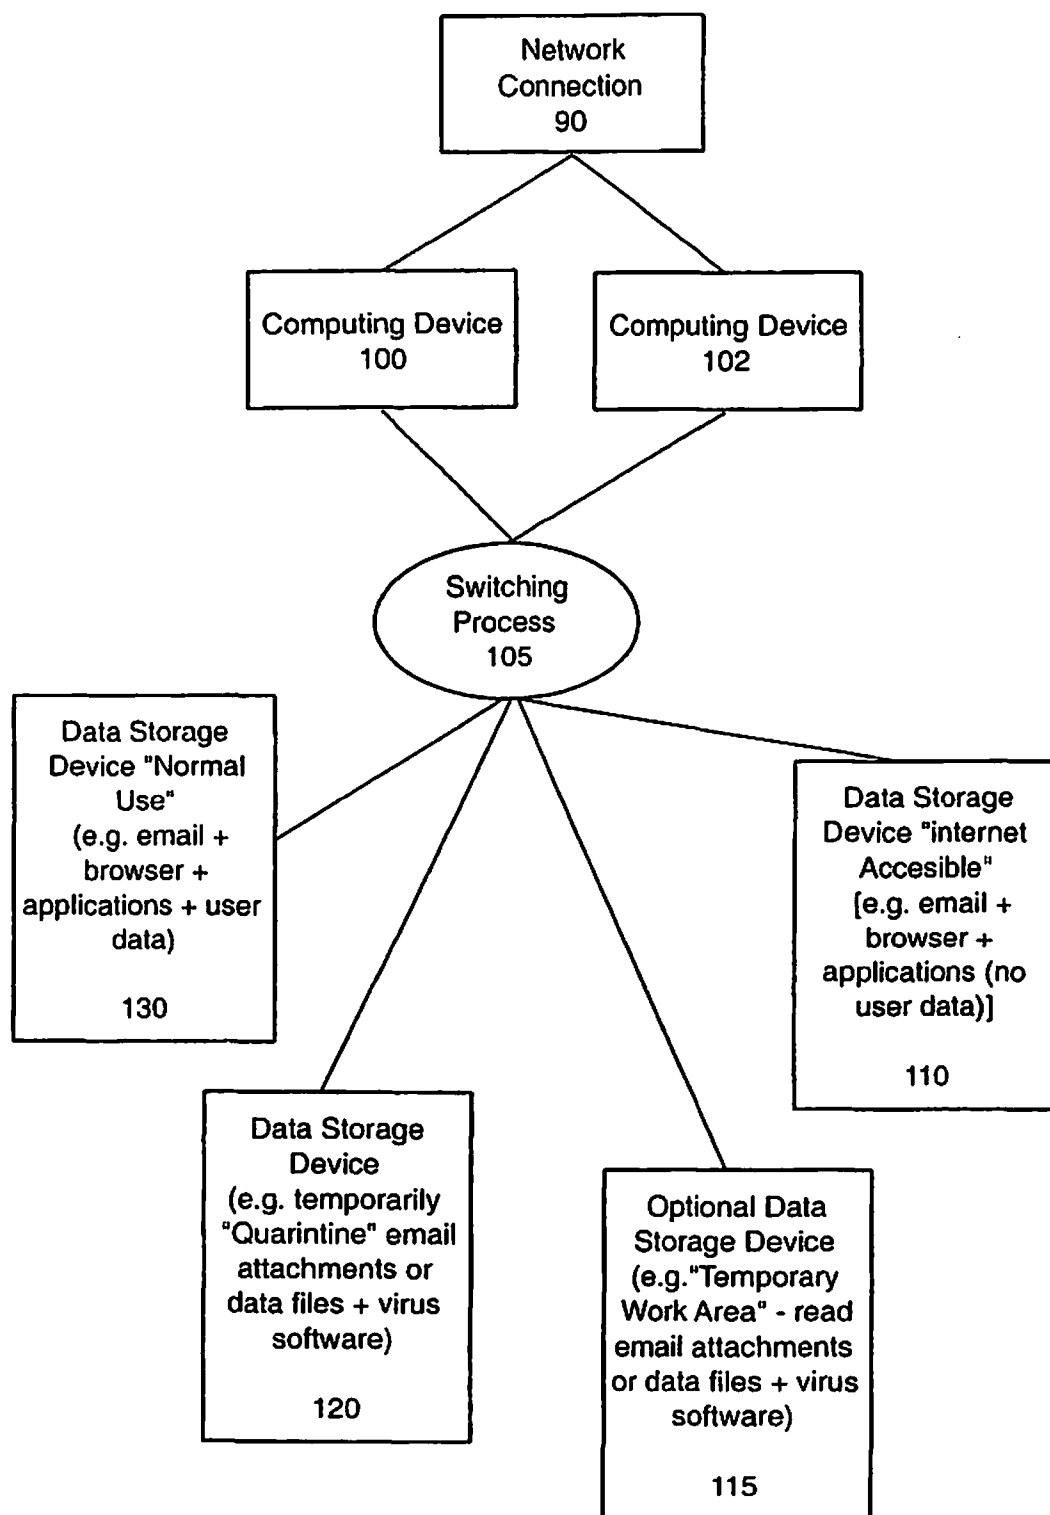 Network
Connection
90
Computing Device
100
Computing Device
102
Switching
Process
105
Data Storage
Device "Normal
Use"
(e.g. email +
browser +
applications + user
data)
130
Data Storage
Device "internet
Accesible"
[e.g. email +
browser +
applications (no
user data)]
110
Data Storage
Device
(e.g. temporarily
"Quarintine" email
attachments or
data files + virus
software)
120
Optional Data
Storage Device
(e.g."Temporary
Work Area" - read
email attachments
or data files + virus
software)
115